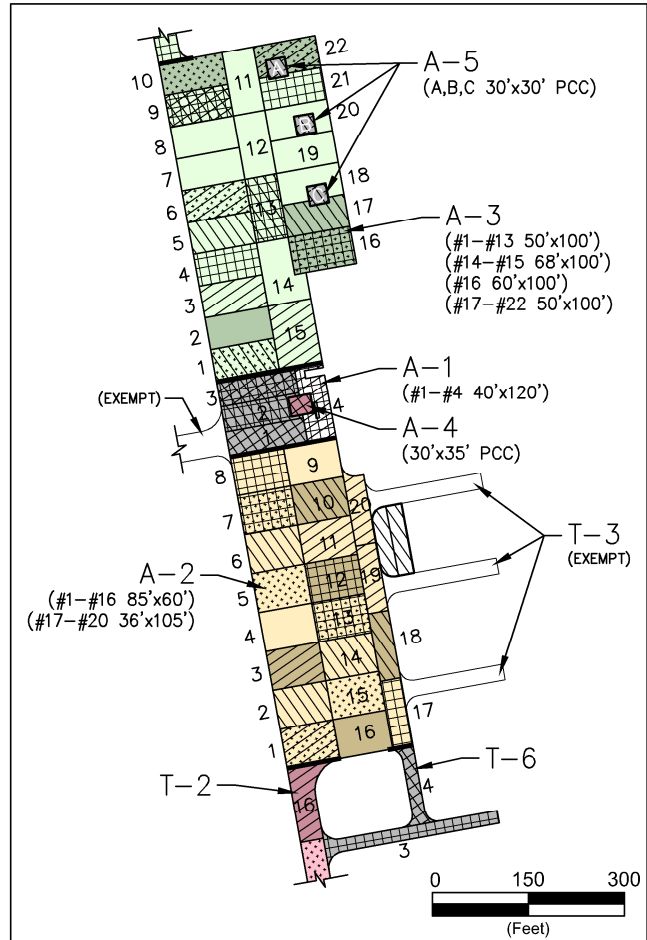 22
10
11
A
A-5
(A,B,C 30'x30' PCC)
21
9
20
B
8
12
19
7
18
C
6
13
17
A-3
(#1-#13 50'x100')
(#14-#15 68'x100')
(#16 60'x100')
(#17-#22 50'x100')
5
16
4
14
3
2
15
1
A-1
(#1-#4 40'x120')
3
(EXEMPT)
2
4
1
A-4
(30'x35' PCC)
8
9
7
10
20
T-3
(EXEMPT)
6
11
A-2
(#1-#16 85'x60')
(#17-#20 36'x105')
5
12
19
4
13
18
3
14
2
15
17
1
16
T-6
T-2
4
16
3
0 150 300
(Feet)